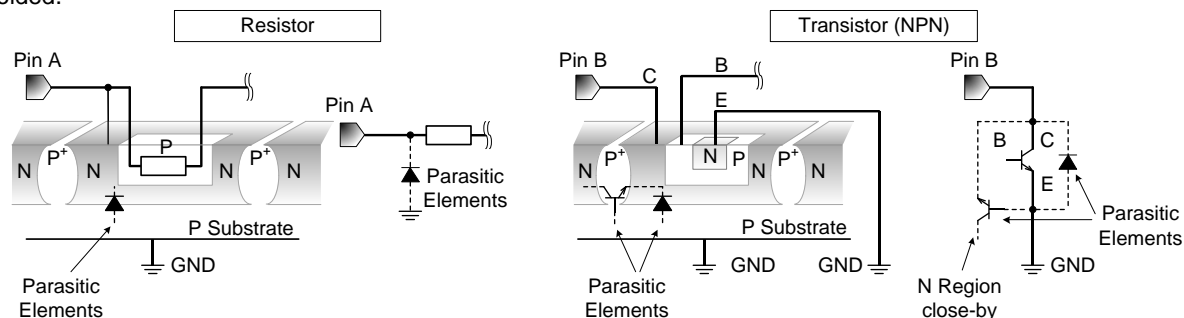 Resistor
Transistor (NPN)
Pin A
Pin A
P
N
P+
N
N
P+
N
Parasitic
Elements
P Substrate
GND
Parasitic
Elements
Pin B
C
B
E
N
P+
N
N
P
P+
N
P Substrate
GND
GND
Parasitic
Elements
Pin B
B
C
E
Parasitic
Elements
GND
N Region
close-by